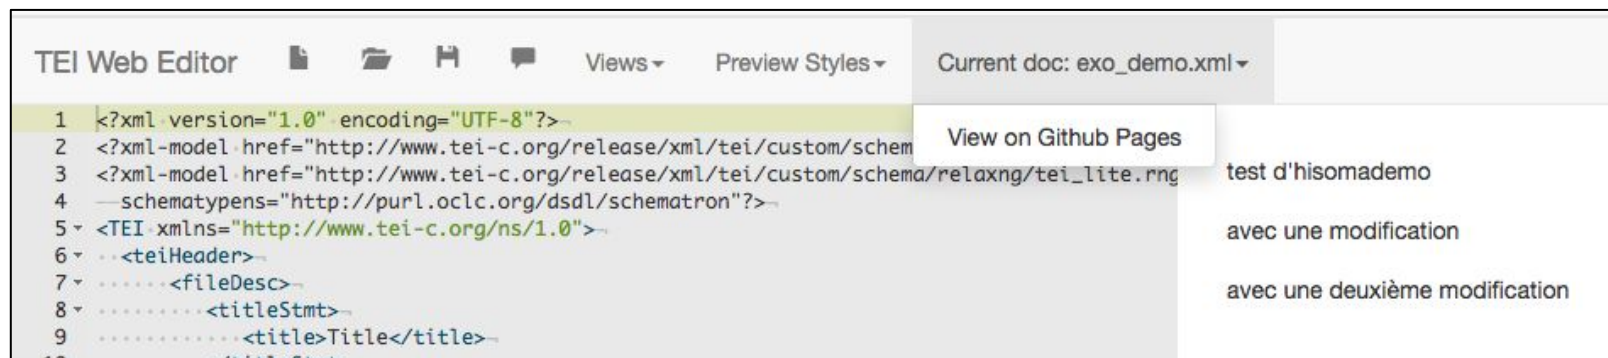 TEI Web Editor Views Preview Styles Current doc: exo_demo.xml
View on Github Pages
1 <?xml version="1.0" encoding="UTF-8"?>
2 <?xml-model href="http://www.tei-c.org/release/xml/tei/custom/schem
3 <?xml-model href="http://www.tei-c.org/release/xml/tei/custom/schema/relaxng/tei_lite.rng
4 schematypens="http://purl.oclc.org/dsdl/schematron"?>
5 <TEI xmlns="http://www.tei-c.org/ns/1.0">
6 <teiHeader>
7 <fileDesc>
8 <titleStmt>
9 <title>Title</title>
test d'hisomademo
avec une modification
avec une deuxième modification